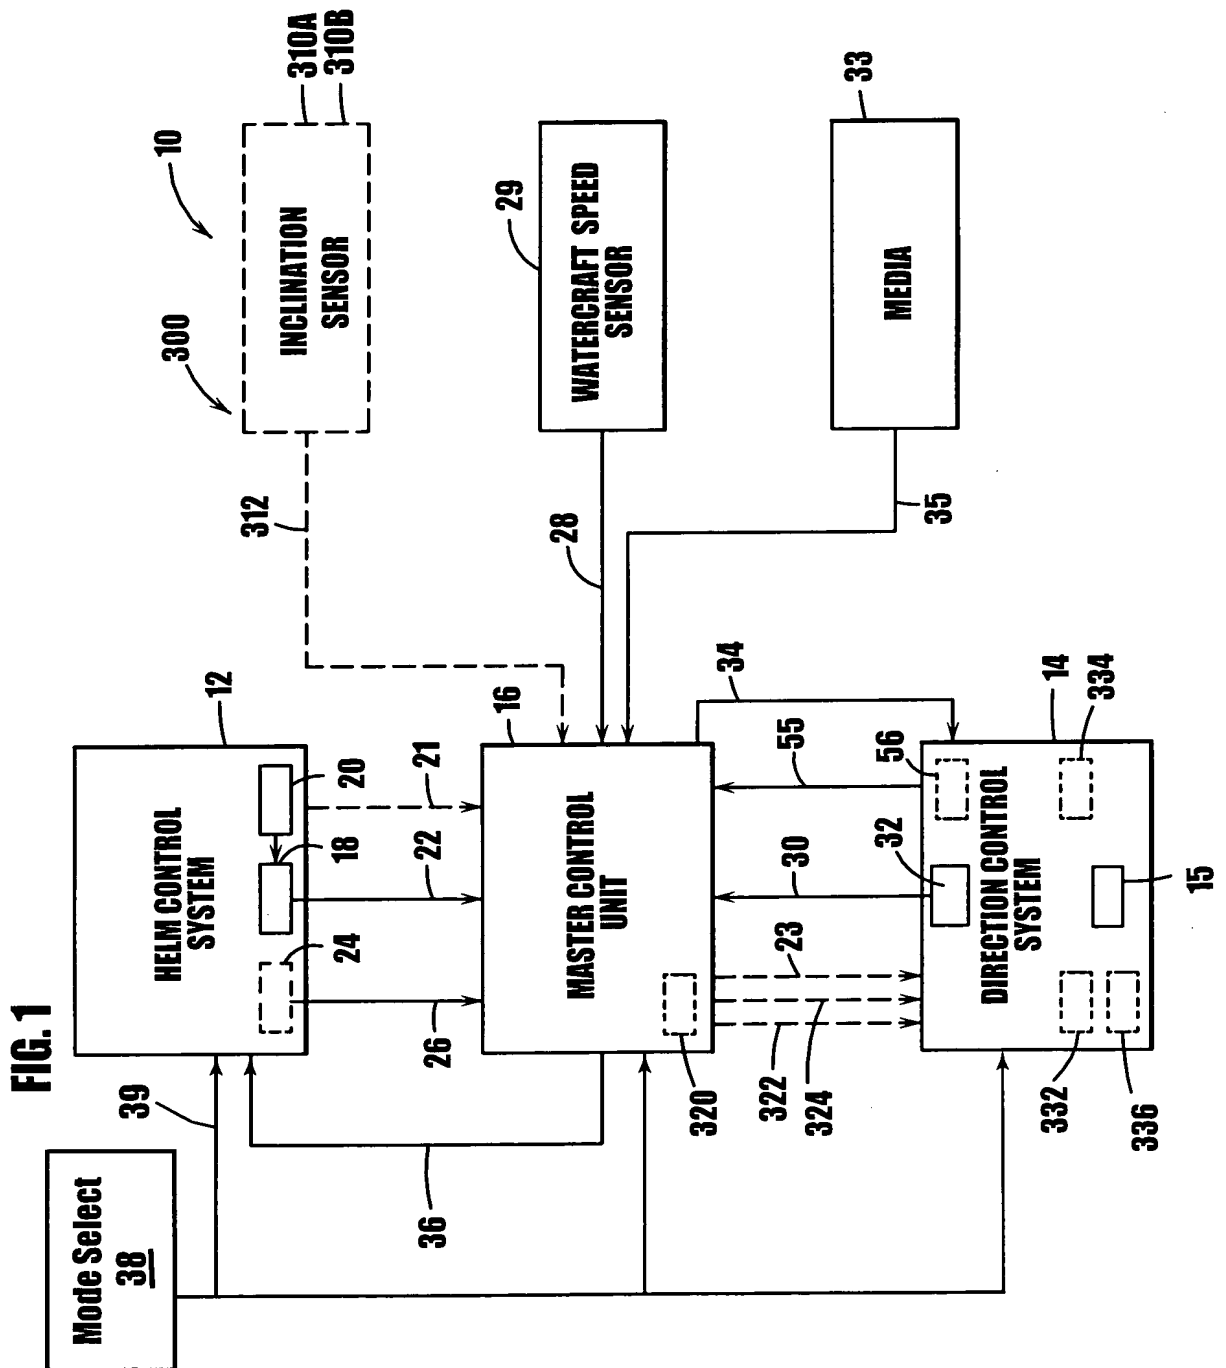 FIG. 1
Mode Select
38
39
36
HELM CONTROL
SYSTEM
12
24
18
20
26
22
21
MASTER CONTROL
UNIT
16
320
322
324
23
30
55
34
DIRECTION CONTROL
SYSTEM
14
32
56
332
336
334
15
10
300
INCLINATION
SENSOR
310A
310B
312
WATERCRAFT SPEED
SENSOR
29
28
MEDIA
33
35